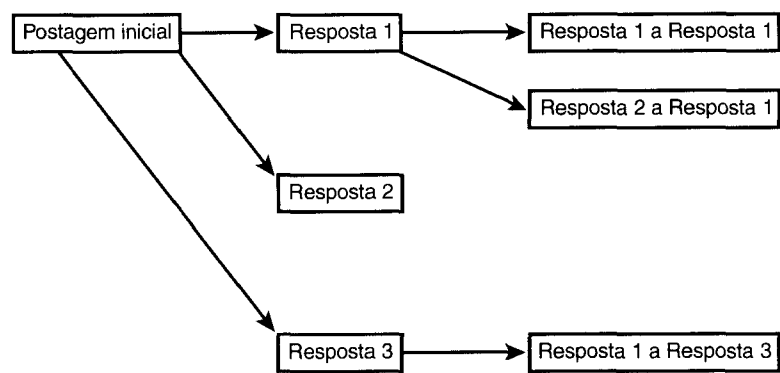 Postagem inicial
Resposta 1
Resposta 1 a Resposta 1
Resposta 2 a Resposta 1
Resposta 2
Resposta 3
Resposta 1 a Resposta 3